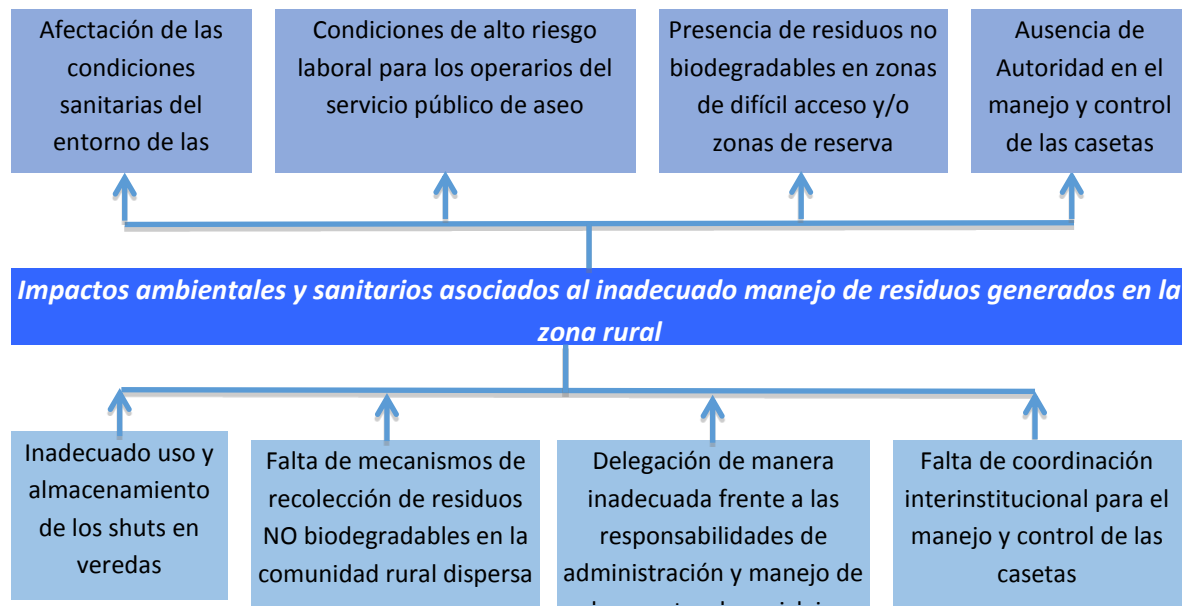 Afectación de las
condiciones
sanitarias del
entorno de las
Condiciones de alto riesgo
laboral para los operarios del
servicio público de aseo
Presencia de residuos no
biodegradables en zonas
de difícil acceso y/o
zonas de reserva
Ausencia de
Autoridad en el
manejo y control
de las casetas
Impactos ambientales y sanitarios asociados al inadecuado manejo de residuos generados en la
zona rural
Inadecuado uso y
almacenamiento
de los shuts en
veredas
Falta de mecanismos de
recolección de residuos
NO biodegradables en la
comunidad rural dispersa
Delegación de manera
inadecuada frente a las
responsabilidades de
administración y manejo de
Falta de coordinación
interinstitucional para el
manejo y control de las
casetas